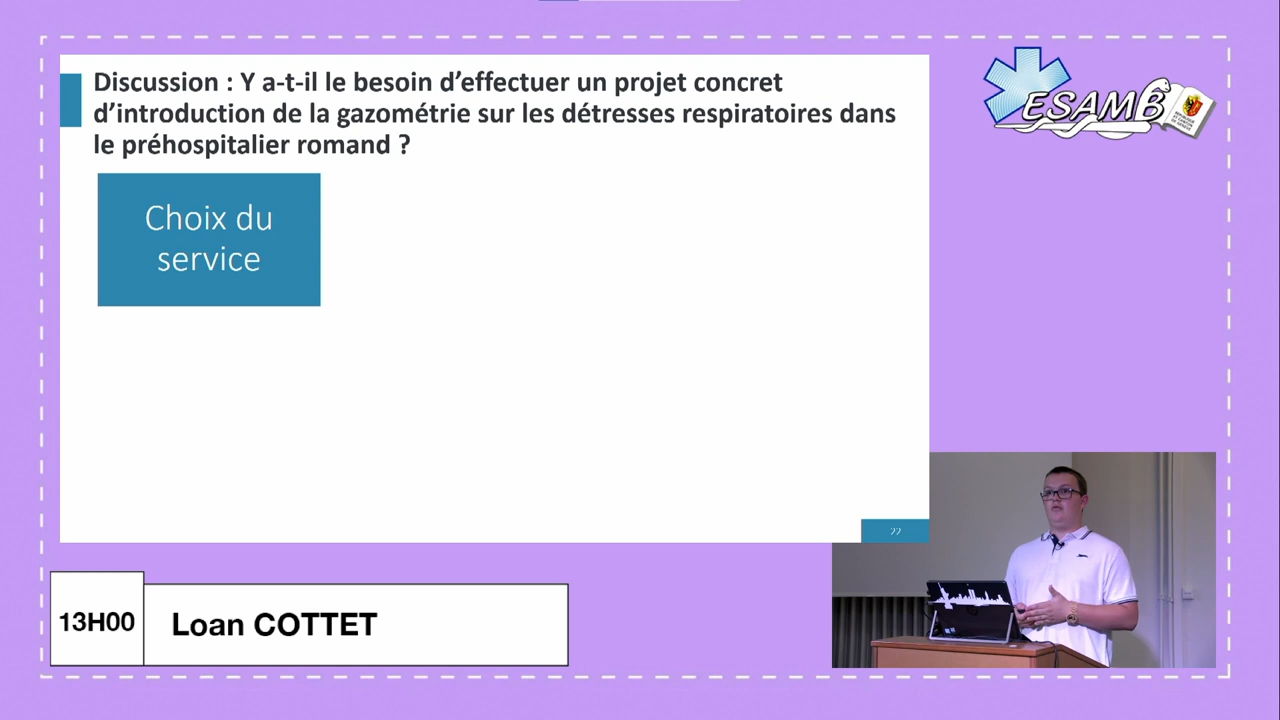 Discussion : Y a-t-il le besoin d’effectuer un projet concret
d’introduction de la gazométrie sur les détresses respiratoires dans
le préhospitalier romand ?
Choix du
service
22
ESAMB
13H00
Loan COTTET